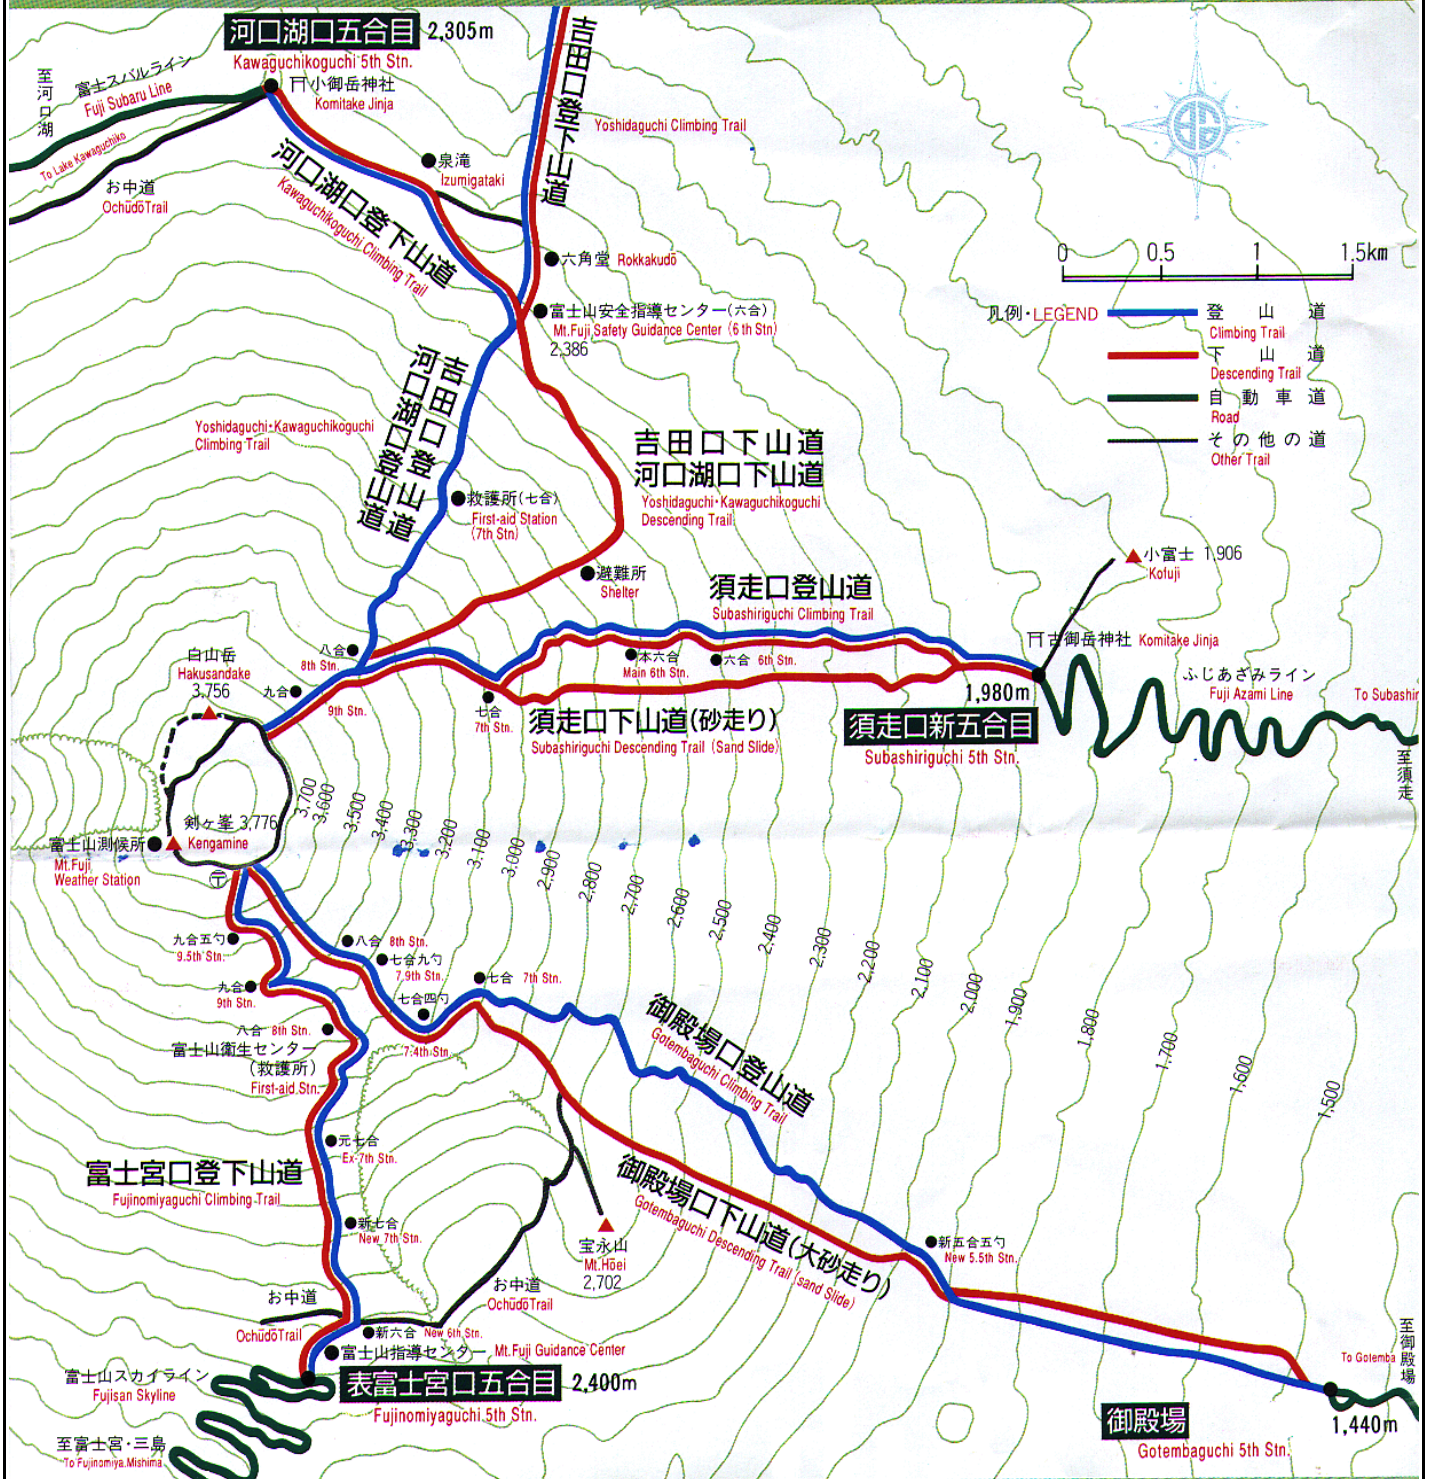 河口湖口五合目 2,305m
Kawaguchikoguchi 5th Stn.
至河口湖
富士スバルライン
Fuji Subaru Line
小御岳神社
Komitake Jinja
To Lake Kawaguchiko
お中道
Ochūdō Trail
泉滝
Izumigataki
吉田口登下山道
Yoshidaguchi Climbing Trail
河口湖口登下山道
Kawaguchikoguchi Climbing Trail
六角堂 Rokkakudō
富士山安全指導センター(六合)
Mt.Fuji Safety Guidance Center (6 th Stn)
2,386
0 0.5 1 1.5km
凡例・LEGEND
登山道
Climbing Trail
下山道
Descending Trail
自動車道
Road
その他の道
Other Trail
吉田口登山道
河口湖口登山道
Yoshidaguchi・Kawaguchikoguchi
Climbing Trail
吉田口下山道
河口湖口下山道
Yoshidaguchi・Kawaguchikoguchi
Descending Trail
救護所(七合)
First-aid Station
(7th Stn)
避難所
Shelter
小富士 1,906
Kofuji
須走口登山道
Subashiriguchi Climbing Trail
古御岳神社 Komitake Jinja
本六合
Main 6th Stn.
六合 6th Stn.
八合
8th Stn.
九合
9th Stn.
七合
7th Stn.
白山岳
Hakusandake
3,756
須走口下山道(砂走り)
Subashiriguchi Descending Trail (Sand Slide)
1,980m
須走口新五合目
Subashiriguchi 5th Stn.
ふじあざみライン
Fuji Azami Line
To Subashir
至須走
剣ヶ峯 3,776
Kengamine
富士山測候所
Mt.Fuji
Weather Station
3,700
3,600
3,500
3,400
3,300
3,200
3,100
3,000
2,900
2,800
2,700
2,600
2,500
2,400
2,300
2,200
2,100
2,000
1,900
1,800
1,700
1,600
1,500
〒
九合五勺
9.5th Stn.
九合
9th Stn.
八合 8th Stn.
富士山衛生センター
(救護所)
First-aid Stn.
八合 8th Stn.
七合九勺
7.9th Stn.
七合四勺
7.4th Stn.
七合 7th Stn.
御殿場口登山道
Gotembaguchi Climbing Trail
御殿場口下山道(大砂走り)
Gotembaguchi Descending Trail (sand Slide)
元七合
Ex-7th Stn.
富士宮口登下山道
Fujinomiyaguchi Climbing Trail
新七合
New 7th Stn.
宝永山
Mt.Hōei
2,702
お中道
Ochūdō Trail
お中道
Ochūdō Trail
新六合 New 6th Stn.
富士山指導センター Mt.Fuji Guidance Center
表富士宮口五合目 2,400m
Fujinomiyaguchi 5th Stn.
富士山スカイライン
Fujisan Skyline
至富士宮・三島
To Fujinomiya.Mishima
新五合五勺
New 5.5th Stn.
至御殿場
To Gotemba
御殿場
Gotembaguchi 5th Stn.
1,440m